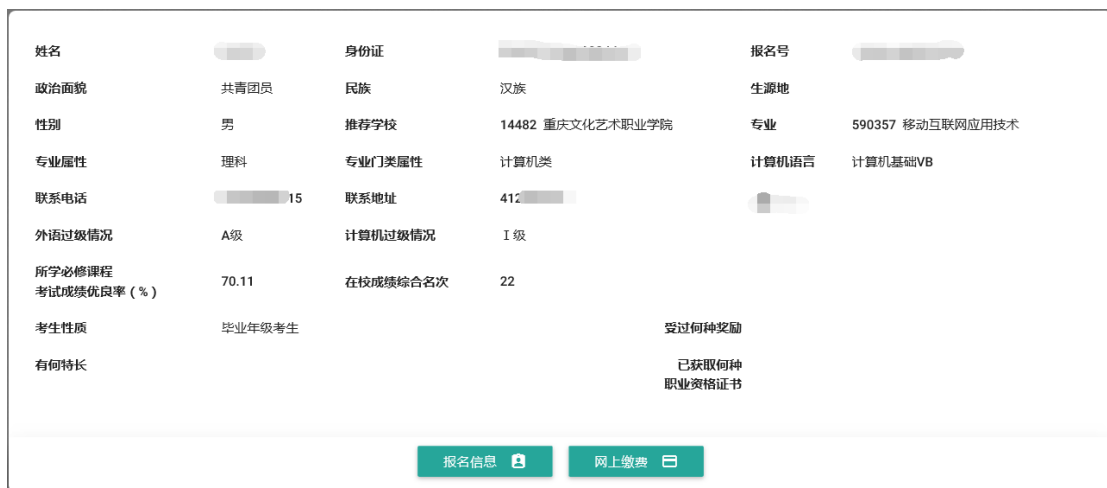 姓名 身份证 报名号
政治面貌 共青团员 民族 汉族 生源地
性别 男 推荐学校 14482 重庆文化艺术职业学院 专业 590357 移动互联网应用技术
专业属性 理科 专业门类属性 计算机类 计算机语言 计算机基础VB
联系电话 15 联系地址 412
外语过级情况 A级 计算机过级情况 Ⅰ级
所学必修课程
考试成绩优良率(%) 70.11 在校成绩综合名次 22
考生性质 毕业年级考生 受过何种奖励
有何特长 已获取何种
职业资格证书
报名信息 网上缴费